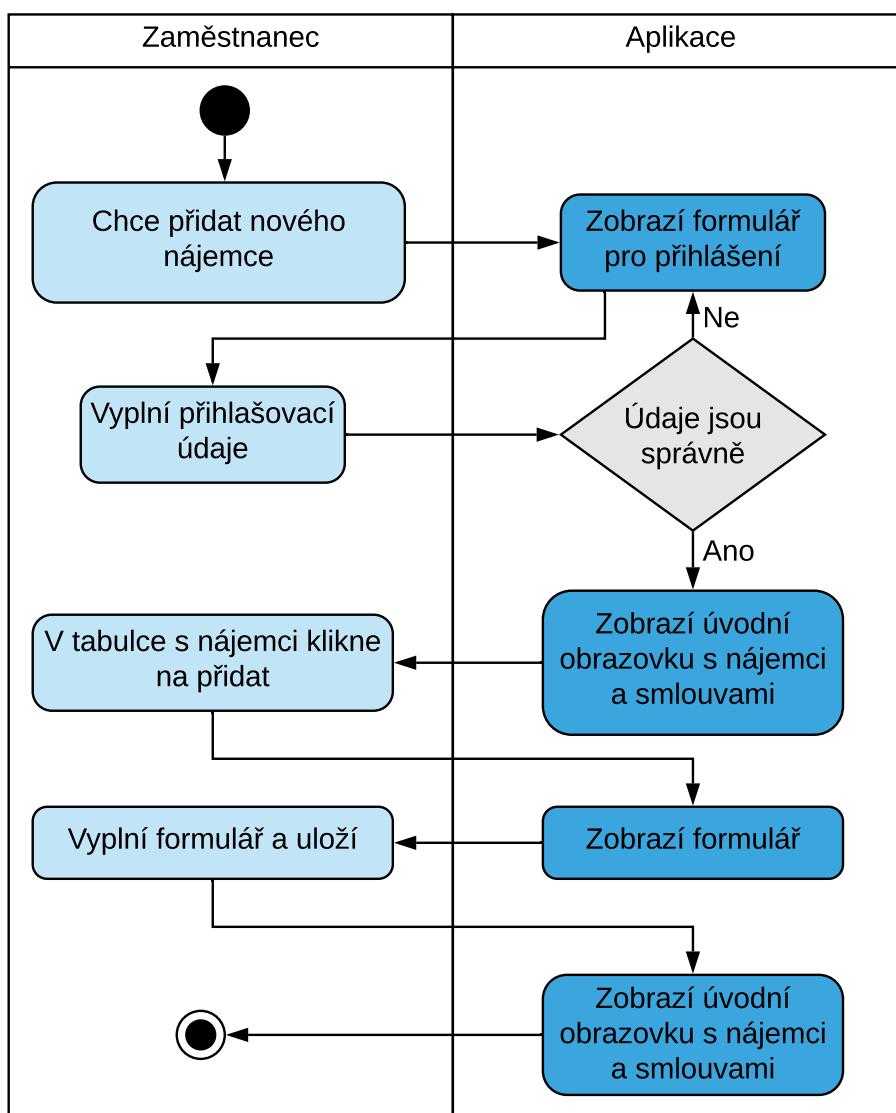 Zaměstnanec
Aplikace
Chce přidat nového
nájemce
Zobrazí formulář
pro přihlášení
Ne
Vyplní přihlašovací
údaje
Údaje jsou
správně
Ano
V tabulce s nájemci klikne
na přidat
Zobrazí úvodní
obrazovku s nájemci
a smlouvami
Vyplní formulář a uloží
Zobrazí formulář
Zobrazí úvodní
obrazovku s nájemci
a smlouvami